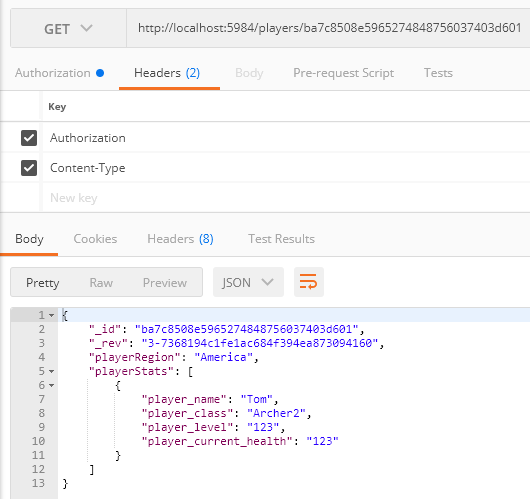 GET http://localhost:5984/players/ba7c8508e5965274848756037403d601
Authorization Headers (2) Body Pre-request Script Tests
Key
Authorization
Content-Type
New key
Body Cookies Headers (8) Test Results
Pretty Raw Preview JSON
1 {
2 "_id": "ba7c8508e5965274848756037403d601",
3 "_rev": "3-7368194c1fe1ac684f394ea873094160",
4 "playerRegion": "America",
5 "playerStats": [
6 {
7 "player_name": "Tom",
8 "player_class": "Archer2",
9 "player_level": "123",
10 "player_current_health": "123"
11 }
12 ]
13 }